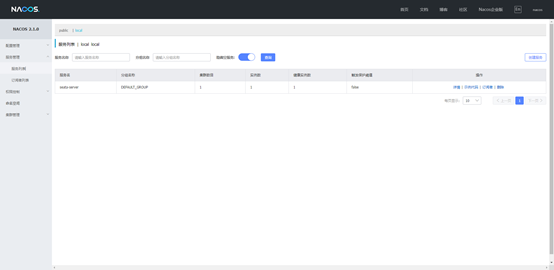 NACOS.
首页 文档 博客 社区 Nacos企业版 En nacos
NACOS 2.1.0
public | local
配置管理
服务管理
服务列表
订阅者列表
权限控制
命名空间
集群管理
服务列表 | local local
服务名称 请输入服务名称 分组名称 请输入分组名称 隐藏空服务: 查询 创建服务
服务名 分组名称 集群数目 实例数 健康实例数 触发保护阈值 操作
DEFAULT_GROUP 1 1 1 false 详情 | 示例代码 | 订阅者 | 删除
每页显示: 10 上一页 1 下一页